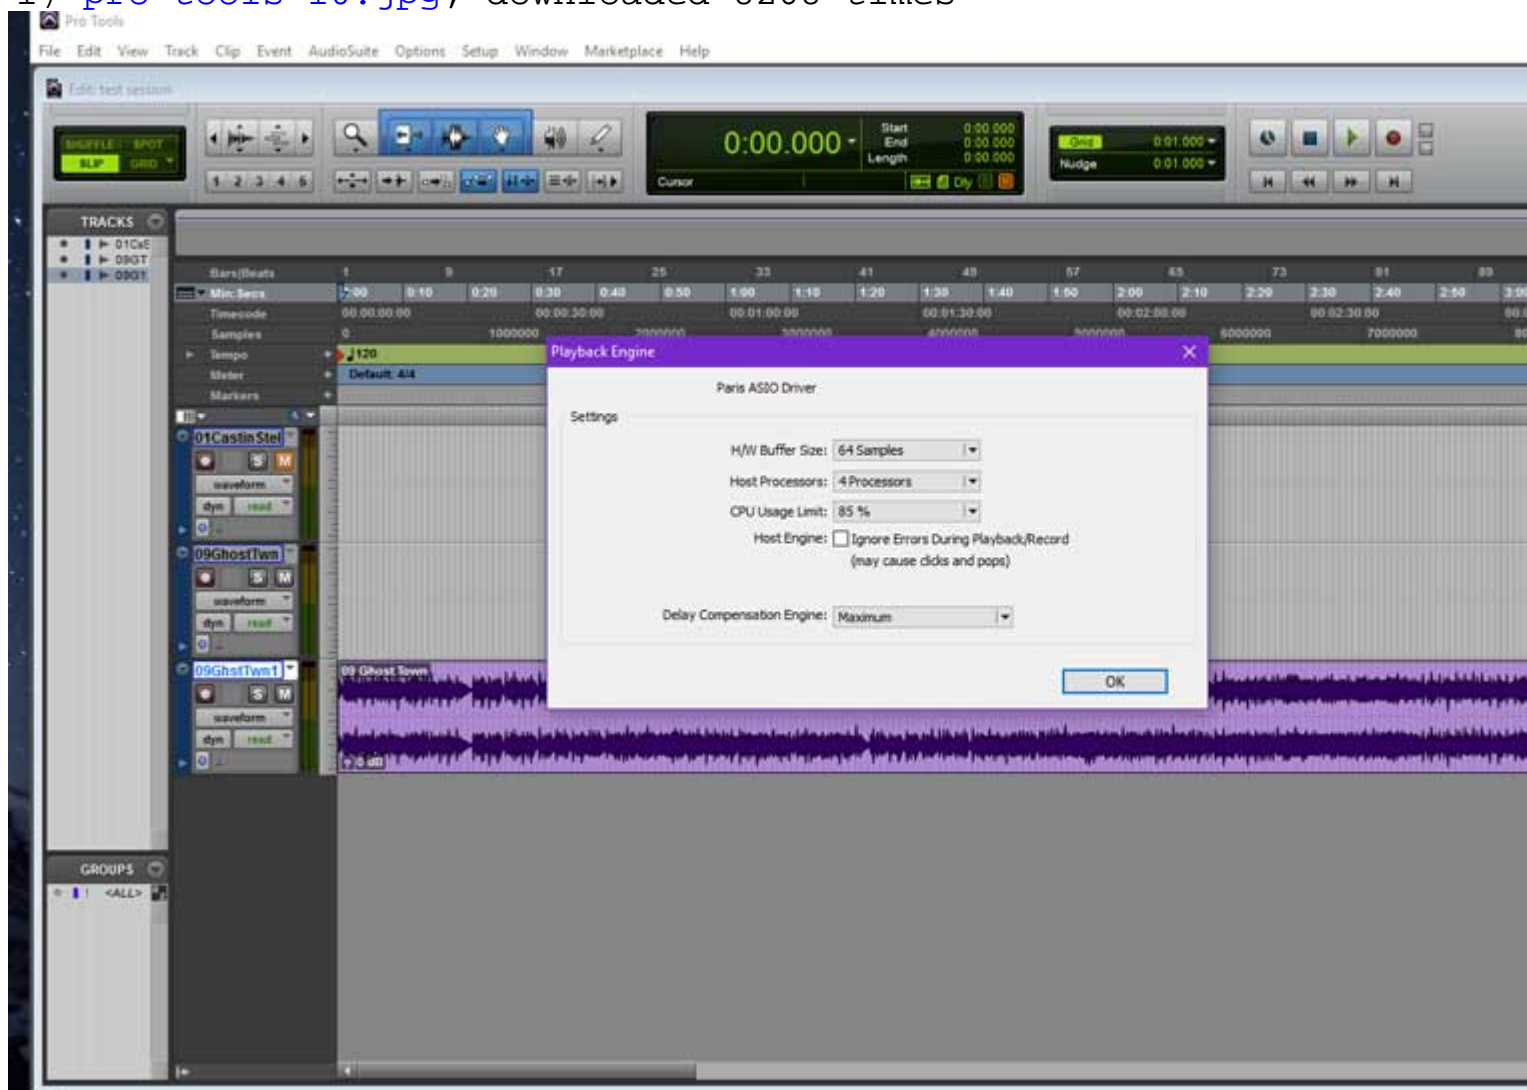 Pro Tools
File Edit View Track Clip Event AudioSuite Options Setup Window Marketplace Help
Edit: test session
SHUFFLE SPOT
SLIP GRID
1 2 3 4 5
0:00.000
Start 0:00.000
End 0:00.000
Length 0:00.000
Cursor
Dly
Grid 0:01.000
Nudge 0:01.000
TRACKS
09GT
Bars|Beats 1 9 17 25 33 41 49 57 65 73 81 89
Min:Secs 0:00 0:10 0:20 0:30 0:40 0:50 1:00 1:10 1:20 1:30 1:40 1:50 2:00 2:10 2:20 2:30 2:40 2:50 3:00
Timecode 00:00:00:00 00:00:30:00 00:01:00:00 00:01:30:00 00:02:00:00 00:02:30:00
Samples 0 1000000 2000000 3000000 4000000 5000000 6000000 7000000
Tempo 120
Meter Default: 4/4
Markers
Playback Engine
Paris ASIO Driver
Settings
H/W Buffer Size: 64 Samples
Host Processors: 4 Processors
CPU Usage Limit: 85 %
Host Engine: Ignore Errors During Playback/Record
(may cause clicks and pops)
Delay Compensation Engine: Maximum
OK
01CastinStel
S M
waveform
dyn read
09GhostTwn
S M
waveform
dyn read
09GhstTwn1
S M
waveform
dyn read
09 Ghost Town
0 dB
GROUPS
! <ALL>